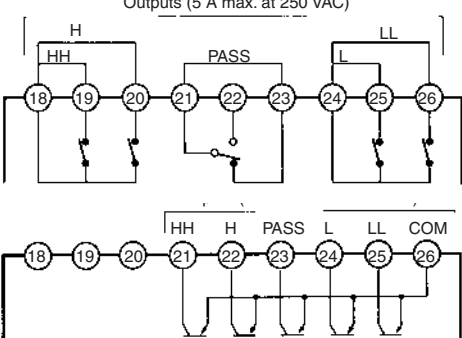 Outputs (5 A max. at 250 VAC)
H LL
HH PASS L
18 19 20 21 22 23 24 25 26
HH H PASS L LL COM
18 19 20 21 22 23 24 25 26